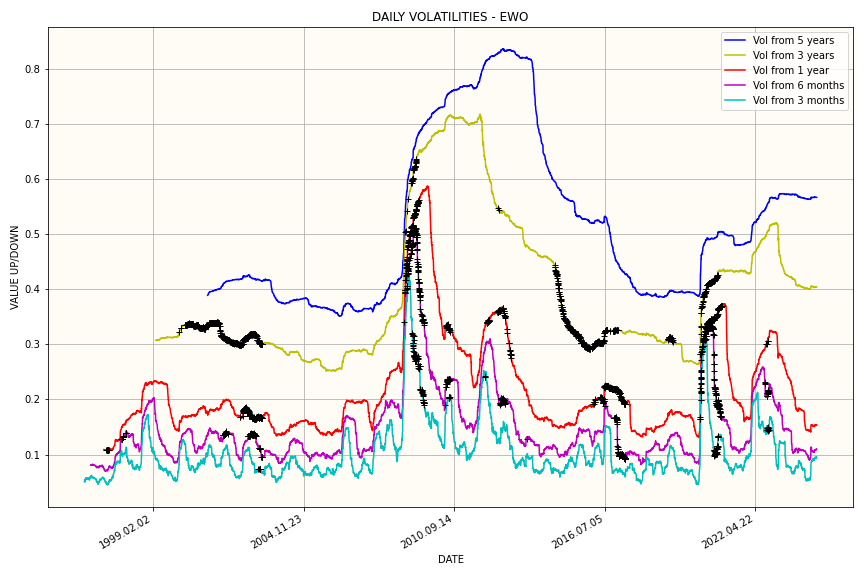 DAILY VOLATILITIES - EWO
Vol from 5 years
Vol from 3 years
Vol from 1 year
Vol from 6 months
Vol from 3 months
VALUE UP/DOWN
0.8
0.7
0.6
0.5
0.4
0.3
0.2
0.1
1999.02.02
2004.11.23
2010.09.14
2016.07.05
2022.04.22
DATE